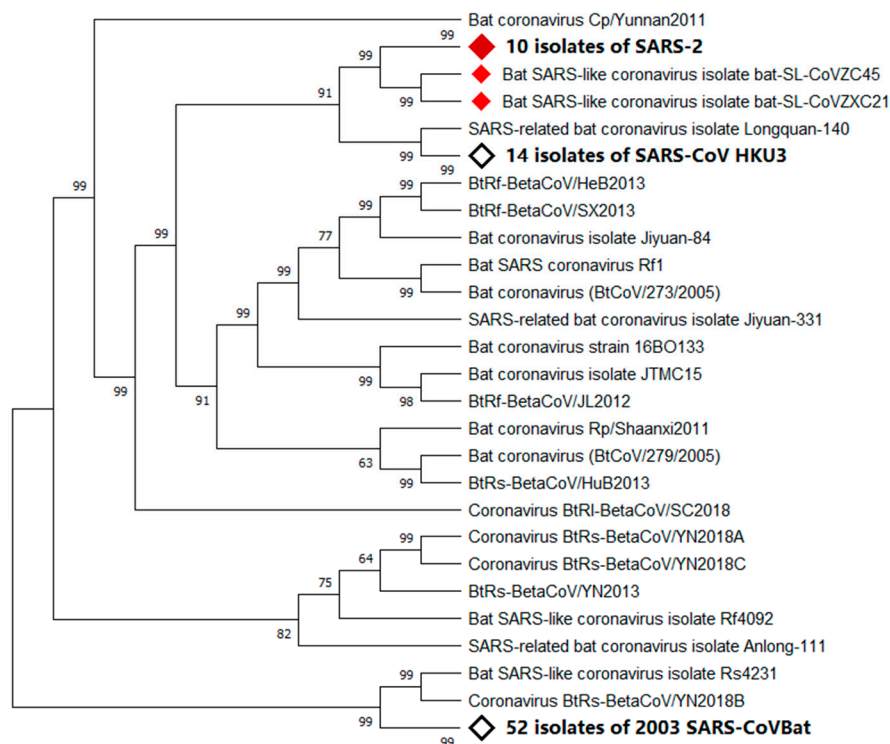 Bat coronavirus Cp/Yunnan2011
99
10 isolates of SARS-2
99
Bat SARS-like coronavirus isolate bat-SL-CoVZC45
99
Bat SARS-like coronavirus isolate bat-SL-CoVZXC21
91
SARS-related bat coronavirus isolate Longquan-140
99
14 isolates of SARS-CoV HKU3
99
99
BtRf-BetaCoV/HeB2013
99
99
BtRf-BetaCoV/SX2013
99
77
Bat coronavirus isolate Jiyuan-84
99
Bat SARS coronavirus Rf1
99
Bat coronavirus (BtCoV/273/2005)
99
99
SARS-related bat coronavirus isolate Jiyuan-331
Bat coronavirus strain 16BO133
99
Bat coronavirus isolate JTMC15
99
91
98
BtRf-BetaCoV/JL2012
Bat coronavirus Rp/Shaanxi2011
63
Bat coronavirus (BtCoV/279/2005)
99
BtRs-BetaCoV/HuB2013
Coronavirus BtRl-BetaCoV/SC2018
99
Coronavirus BtRs-BetaCoV/YN2018A
64
Coronavirus BtRs-BetaCoV/YN2018C
75
BtRs-BetaCoV/YN2013
Bat SARS-like coronavirus isolate Rf4092
82
SARS-related bat coronavirus isolate Anlong-111
99
Bat SARS-like coronavirus isolate Rs4231
Coronavirus BtRs-BetaCoV/YN2018B
99
52 isolates of 2003 SARS-CoVBat
99